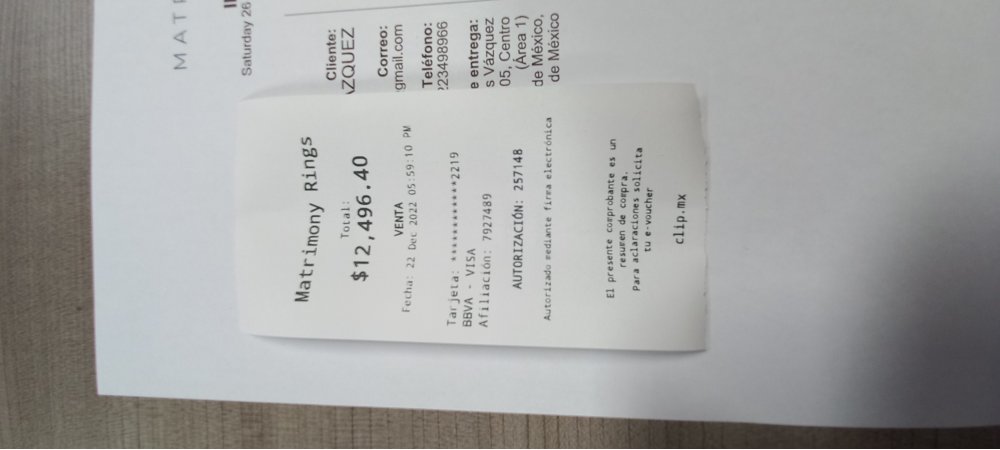 MATR
Saturday 26
Cliente:
ZQUEZ
Correo:
gmail.com
Teléfono:
223498966
e entrega:
s Vázquez
05, Centro
(Área 1)
de México,
de México
Matrimony Rings
Total:
$12,496.40
VENTA
Fecha: 22 Dec 2022 05:59:10 PM
Tarjeta: ************2219
BBVA - VISA
Afiliación: 7927489
AUTORIZACIÓN: 257148
Autorizado mediante firma electrónica
El presente comprobante es un
resumen de compra.
Para aclaraciones solicita
tu e-voucher
clip.mx